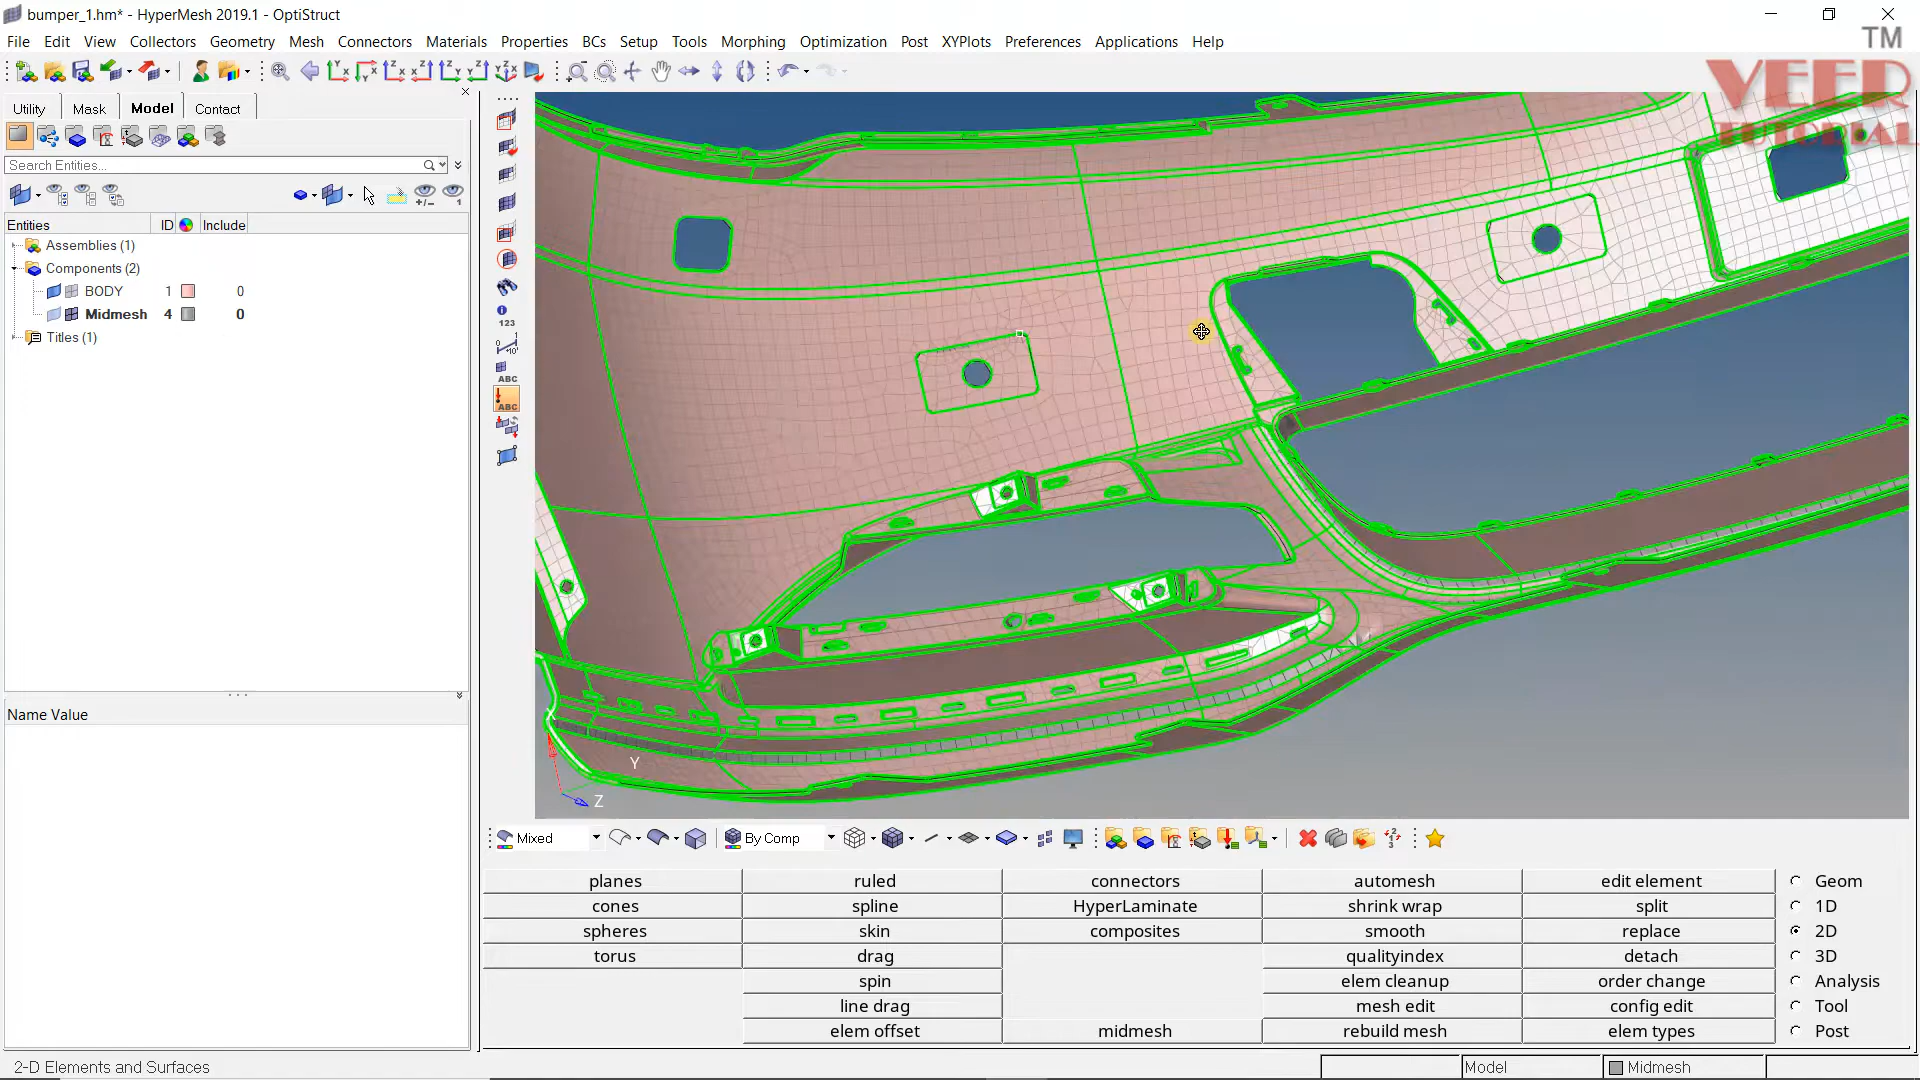 bumper_1.hm* - HyperMesh 2019.1 - OptiStruct
File Edit View Collectors Geometry Mesh Connectors Materials Properties BCs Setup Tools Morphing Optimization Post XYPlots Preferences Applications Help
TM
VEER
TUTORIAL
Utility Mask Model Contact
Search Entities...
Entities ID Include
Assemblies (1)
Components (2)
BODY 1 0
Midmesh 4 0
Titles (1)
Name Value
123
ABC
ABC
Y
Z
Mixed By Comp
planes ruled connectors automesh edit element Geom
cones spline HyperLaminate shrink wrap split 1D
spheres skin composites smooth replace 2D
torus drag qualityindex detach 3D
spin elem cleanup order change Analysis
line drag mesh edit config edit Tool
elem offset midmesh rebuild mesh elem types Post
2-D Elements and Surfaces Model Midmesh